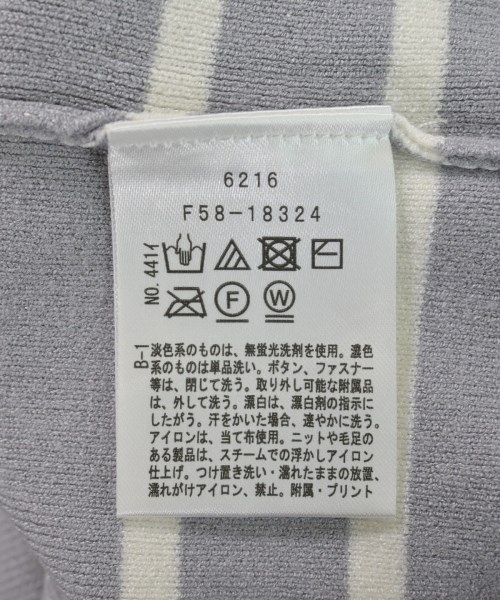 6216
F58-18324
NO. 441イ
F
W
B-1
淡色系のものは、無蛍光洗剤を使用。濃色
系のものは単品洗い。ボタン、ファスナー
等は、閉じて洗う。取り外し可能な附属品
は、外して洗う。漂白は、漂白剤の指示に
したがう。汗をかいた場合、速やかに洗う。
アイロンは、当て布使用。ニットや毛足の
ある製品は、スチームでの浮かしアイロン
仕上げ。つけ置き洗い・濡れたままの放置、
濡れがけアイロン、禁止。附属・プリント